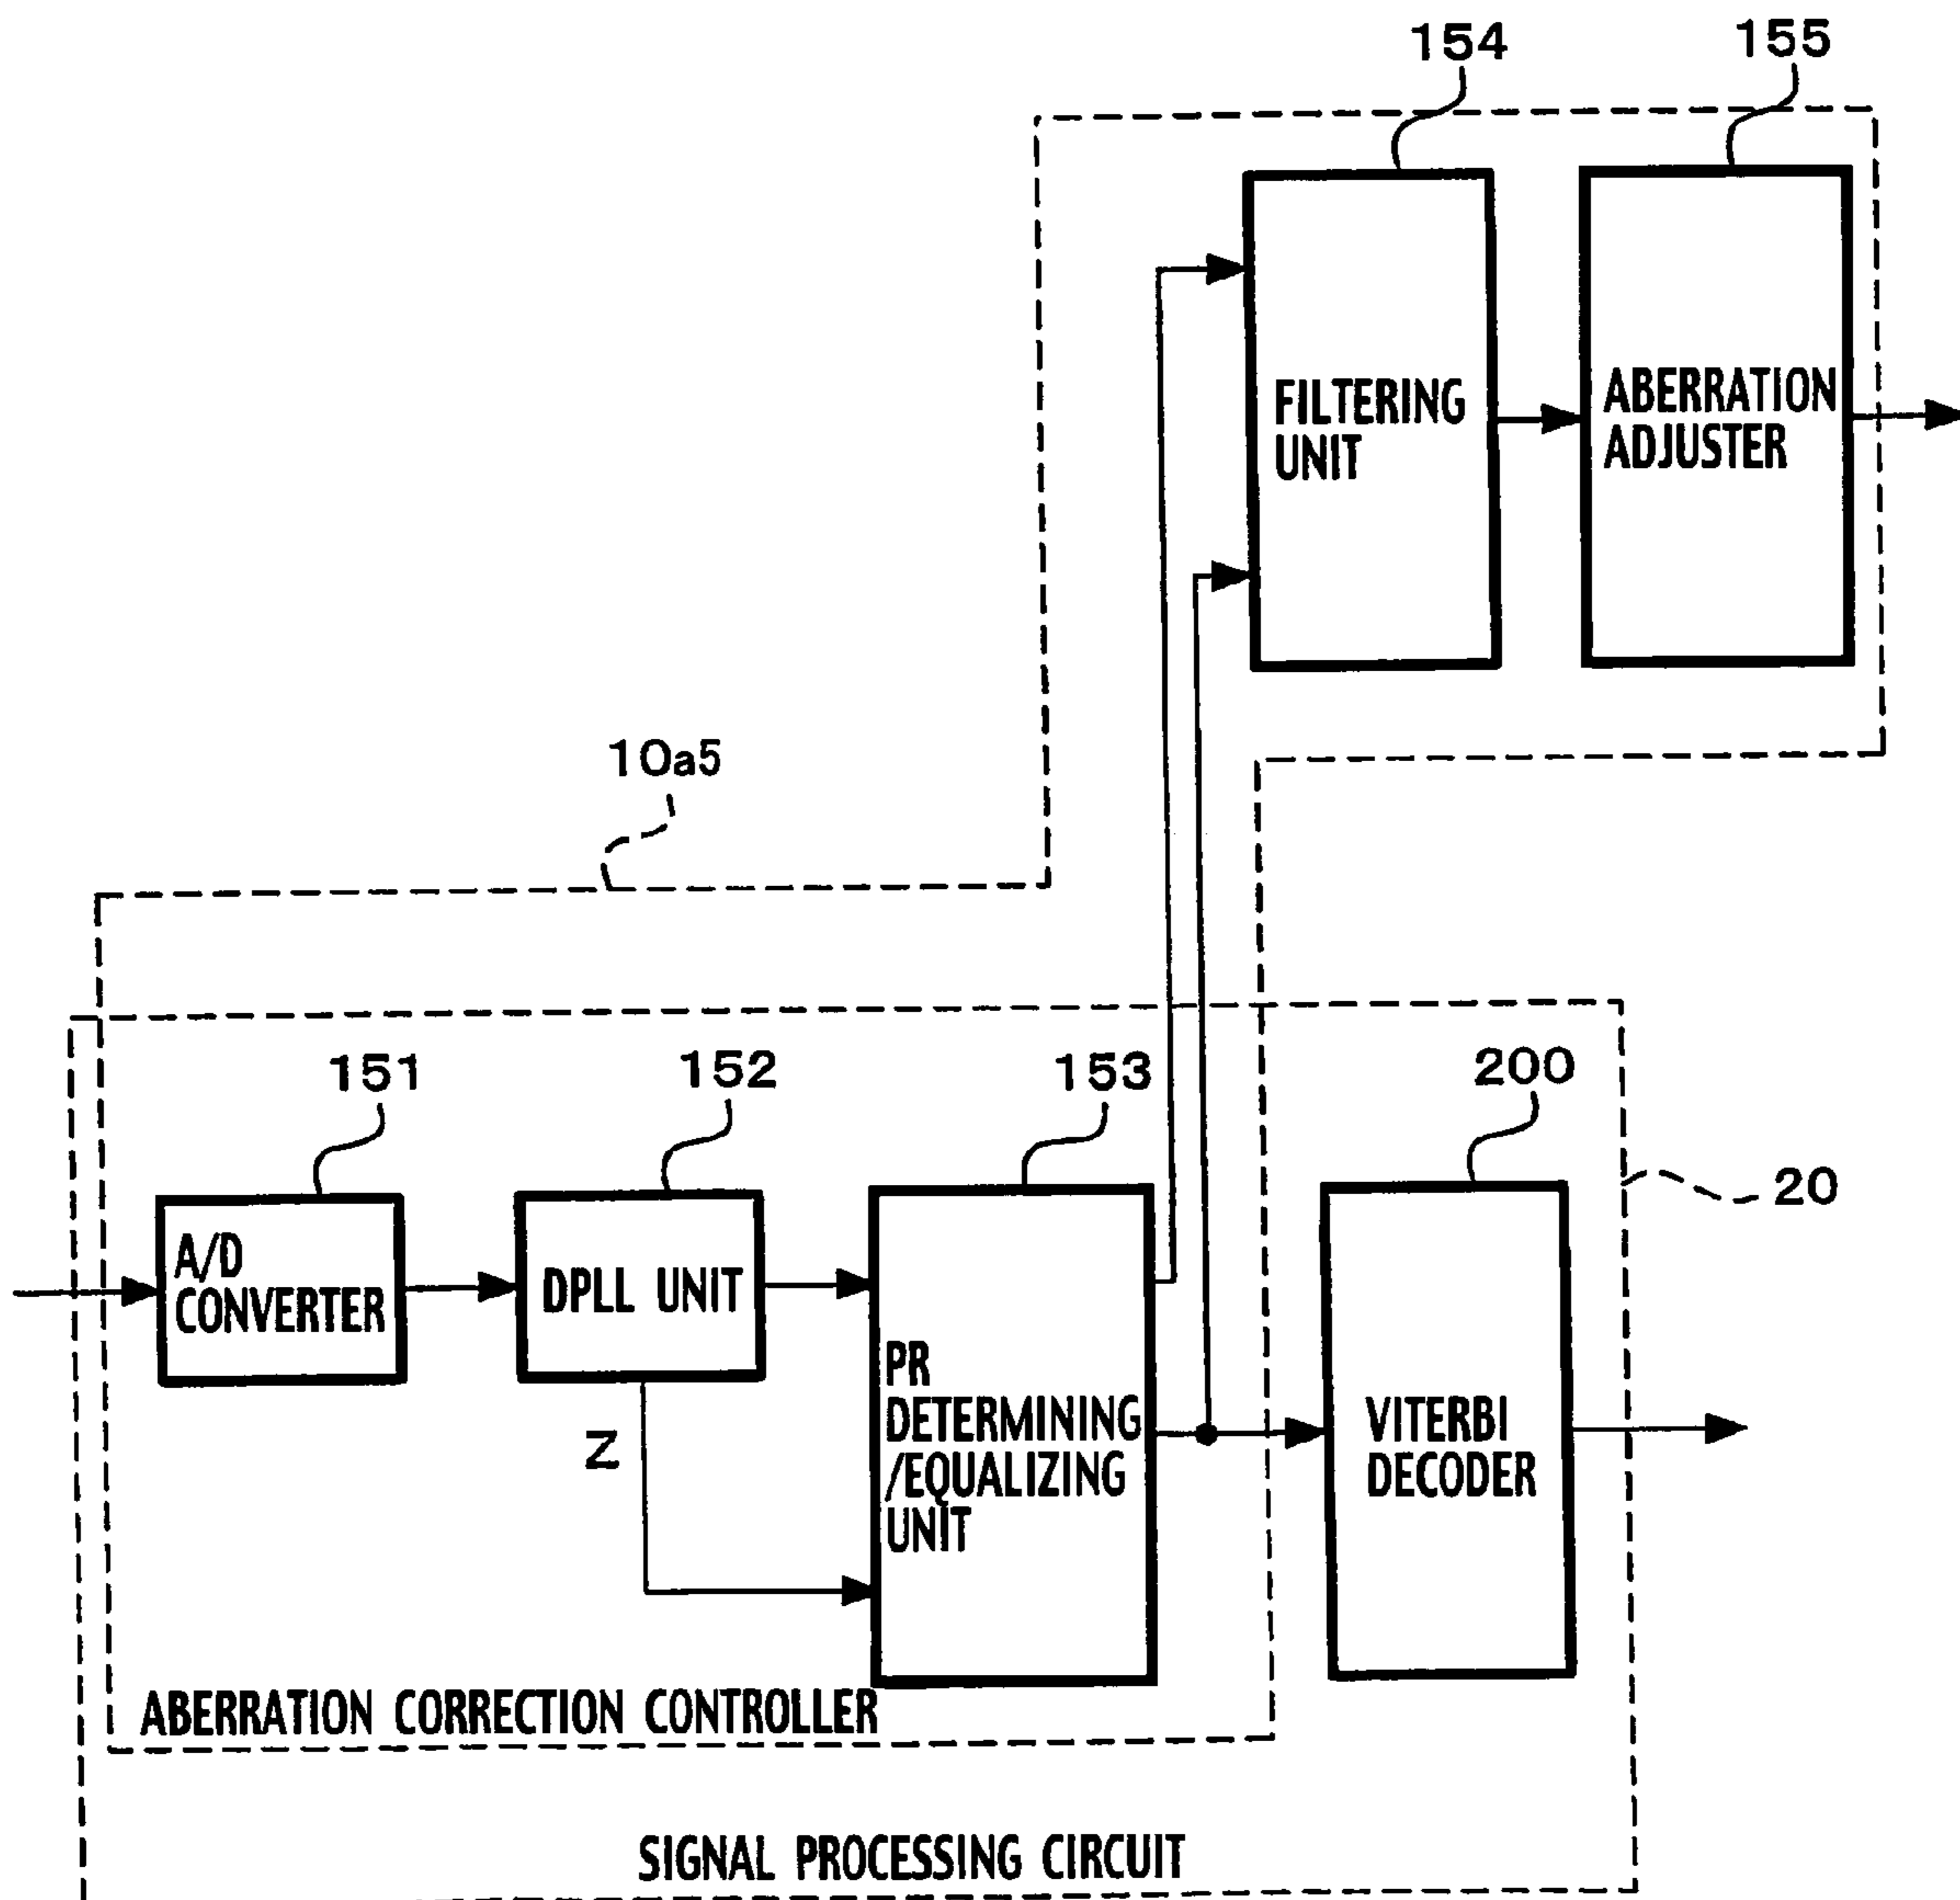 154
155
FILTERING
UNIT
ABERRATION
ADJUSTER
10a5
151
152
153
200
20
A/D
CONVERTER
DPLL UNIT
Z
PR
DETERMINING
/EQUALIZING
UNIT
VITERBI
DECODER
ABERRATION CORRECTION CONTROLLER
SIGNAL PROCESSING CIRCUIT